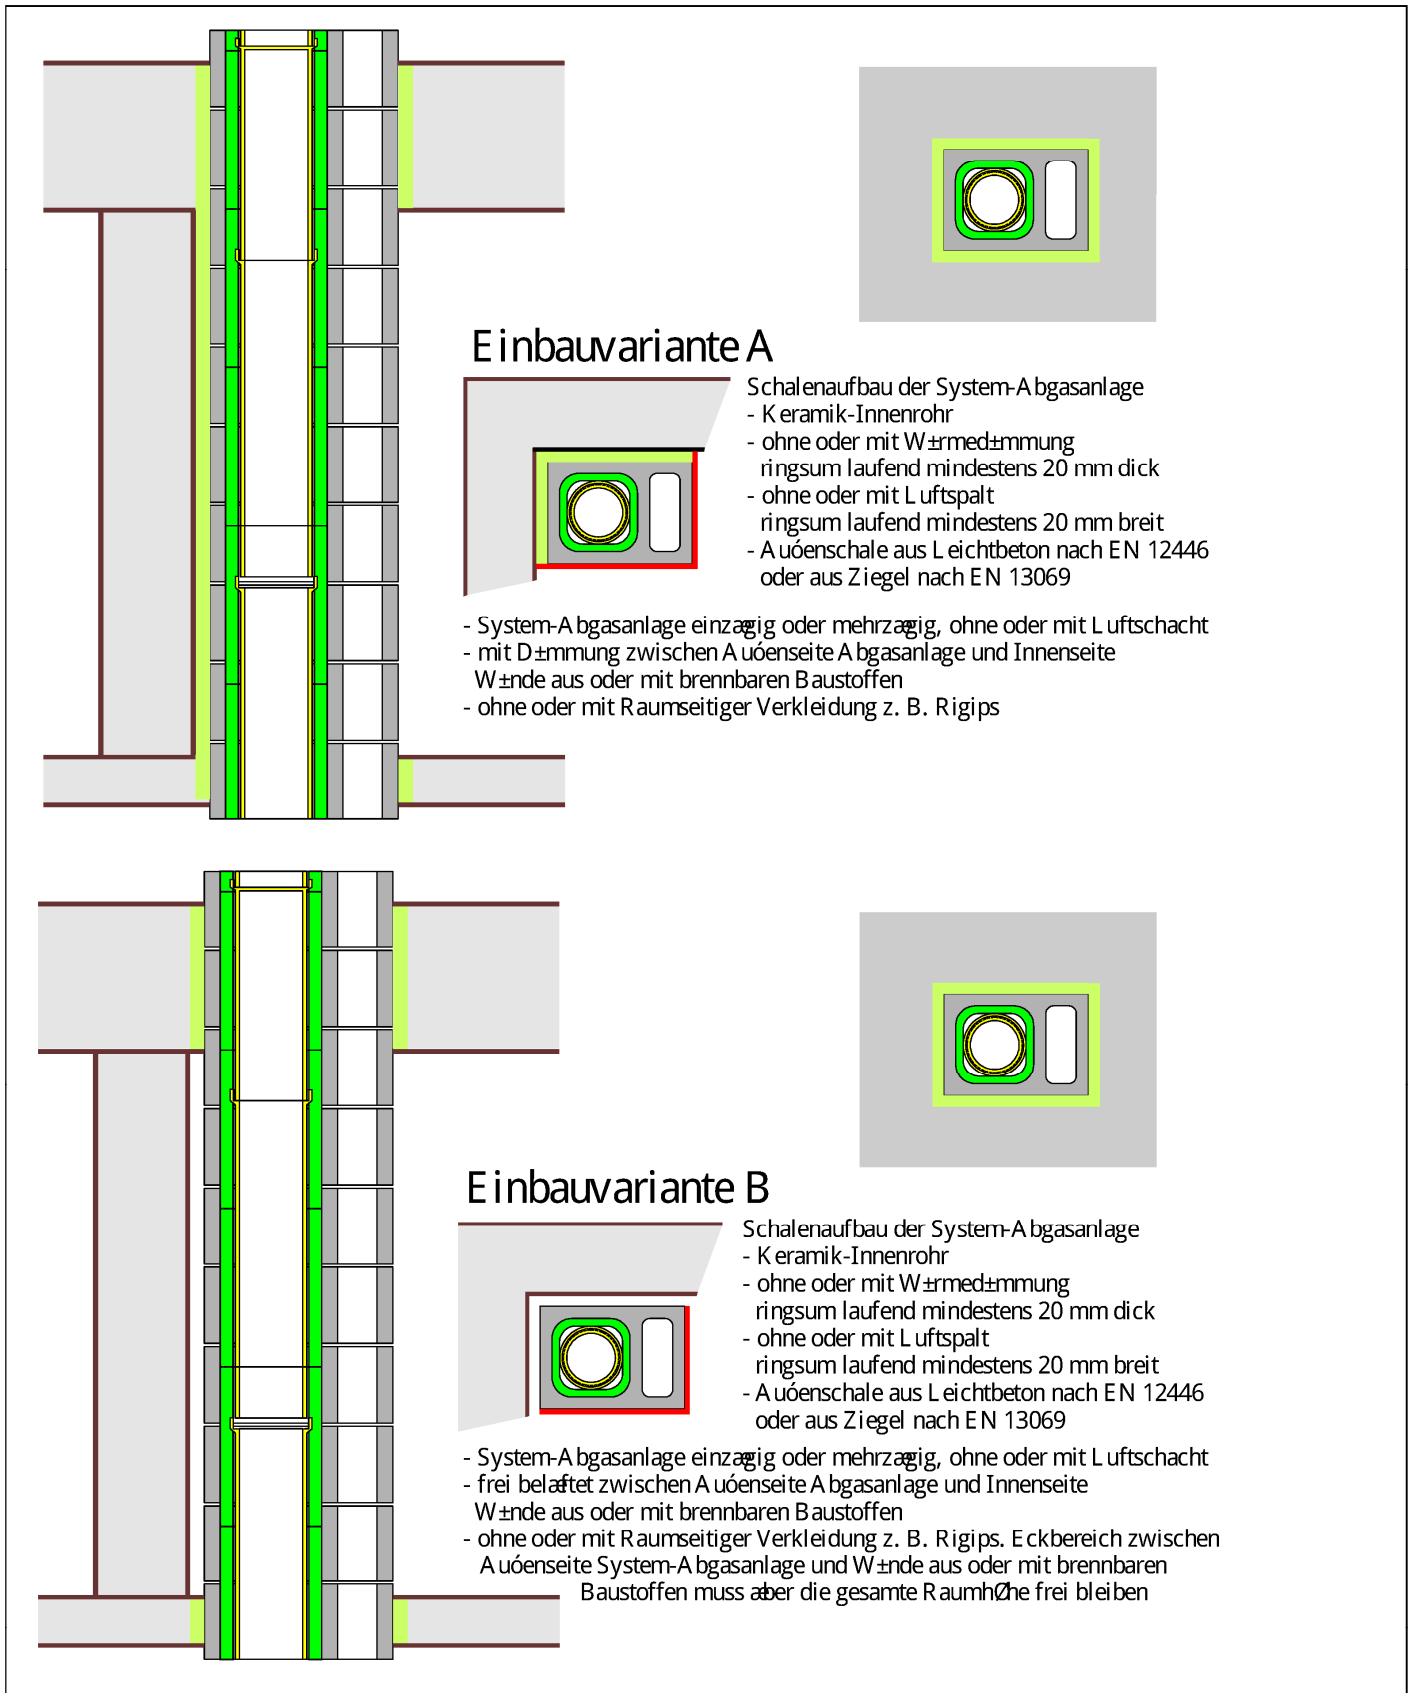 Einbauvariante A
Schalenaufbau der System-Abgasanlage
- Keramik-Innenrohr
- ohne oder mit W±rmed±mmung
ringsum laufend mindestens 20 mm dick
- ohne oder mit Luftspalt
ringsum laufend mindestens 20 mm breit
- Auóenschale aus Leichtbeton nach EN 12446
oder aus Ziegel nach EN 13069
- System-Abgasanlage einzægig oder mehrzægig, ohne oder mit Luftschacht
- mit D±mmung zwischen Auóenseite Abgasanlage und Innenseite
W±nde aus oder mit brennbaren Baustoffen
- ohne oder mit Raumseitiger Verkleidung z. B. Rigips
Einbauvariante B
Schalenaufbau der System-Abgasanlage
- Keramik-Innenrohr
- ohne oder mit W±rmed±mmung
ringsum laufend mindestens 20 mm dick
- ohne oder mit Luftspalt
ringsum laufend mindestens 20 mm breit
- Auóenschale aus Leichtbeton nach EN 12446
oder aus Ziegel nach EN 13069
- System-Abgasanlage einzægig oder mehrzægig, ohne oder mit Luftschacht
- frei belæftet zwischen Auóenseite Abgasanlage und Innenseite
W±nde aus oder mit brennbaren Baustoffen
- ohne oder mit Raumseitiger Verkleidung z. B. Rigips. Eckbereich zwischen
Auóenseite System-Abgasanlage und W±nde aus oder mit brennbaren
Baustoffen muss æber die gesamte RaumhØhe frei bleiben